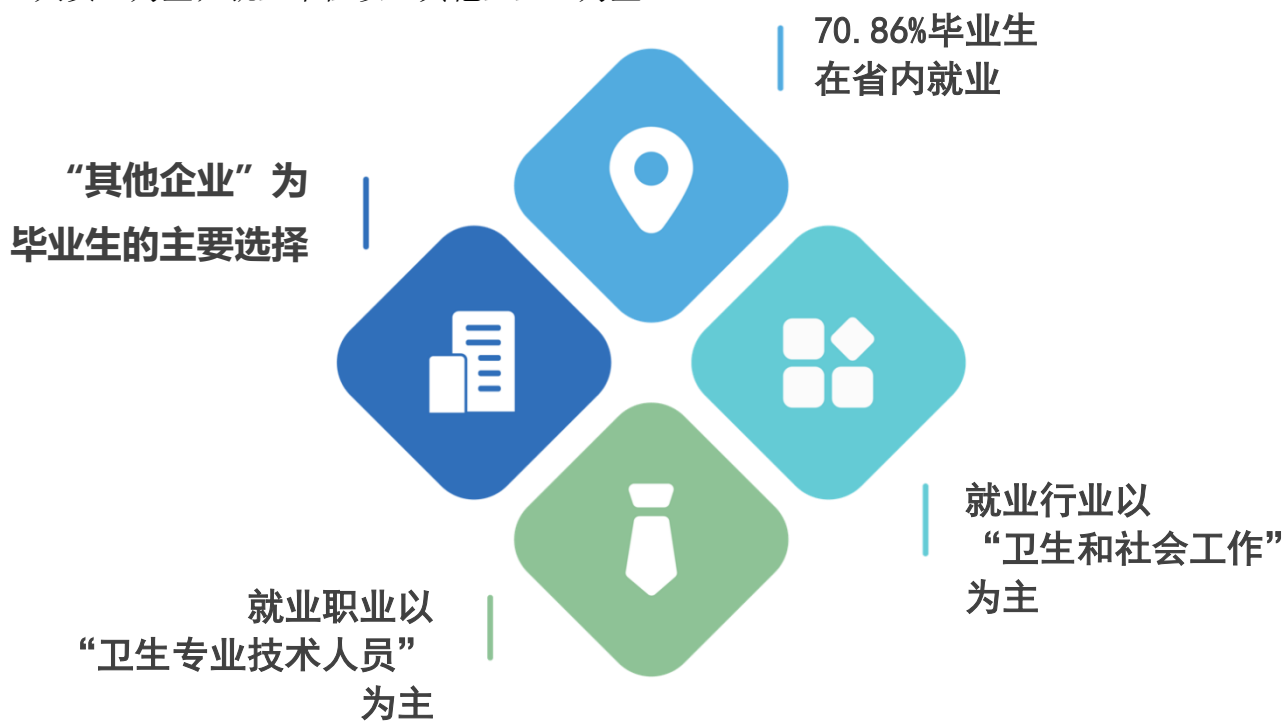 70.86%毕业生
在省内就业
“其他企业”为
毕业生的主要选择
就业行业以
“卫生和社会工作”
为主
就业职业以
“卫生专业技术人员”
为主